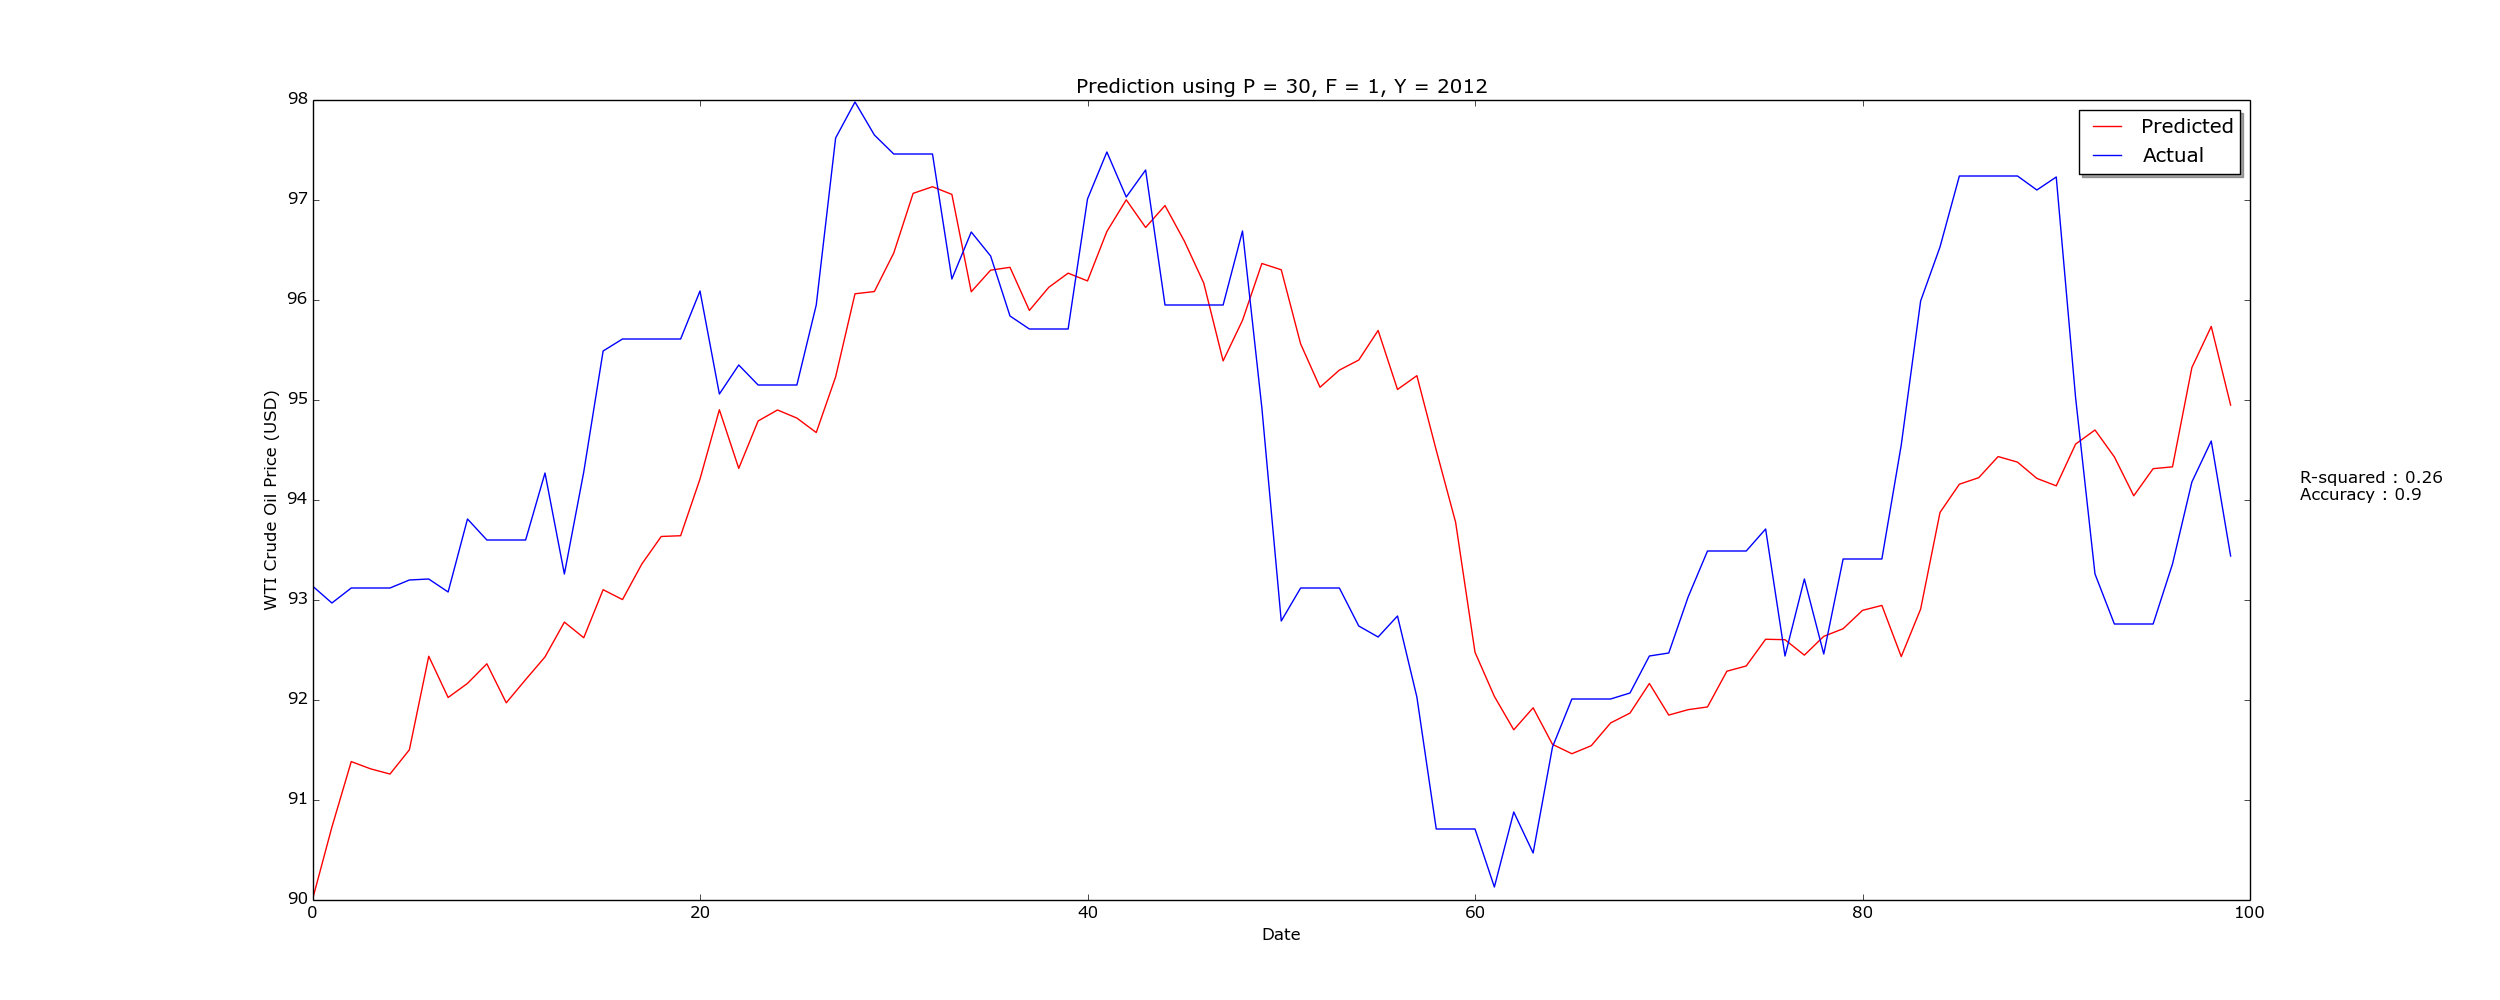 Prediction using P = 30, F = 1, Y = 2012
98
97
96
95
94
93
92
91
90
WTI Crude Oil Price (USD)
Predicted
Actual
R-squared : 0.26
Accuracy : 0.9
0
20
40
60
80
100
Date